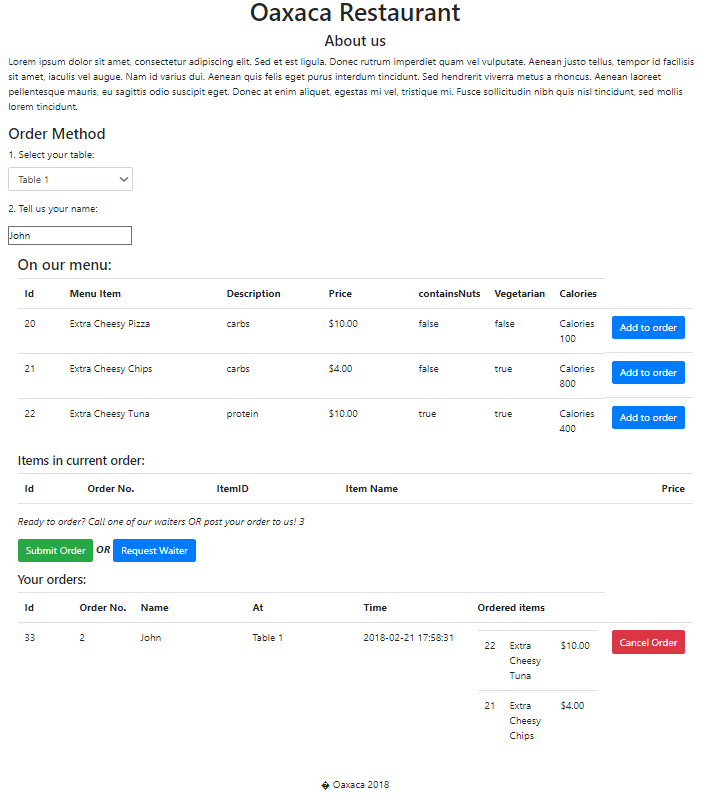 Oaxaca Restaurant
About us
Lorem ipsum dolor sit amet, consectetur adipiscing elit. Sed et est ligula. Donec rutrum imperdiet quam vel vulputate. Aenean justo tellus, tempor id facilisis
sit amet, iaculis vel augue. Nam id varius dui. Aenean quis felis eget purus interdum tincidunt. Sed hendrerit viverra metus a rhoncus. Aenean laoreet
pellentesque mauris, eu sagittis odio suscipit eget. Donec at enim aliquet, egestas mi vel, tristique mi. Fusce sollicitudin nibh quis nisl tincidunt, sed mollis
lorem tincidunt.
Order Method
1. Select your table:
Table 1
2. Tell us your name:
John
On our menu:
Id Menu Item Description Price containsNuts Vegetarian Calories
20 Extra Cheesy Pizza carbs $10.00 false false Calories 100 Add to order
21 Extra Cheesy Chips carbs $4.00 false true Calories 800 Add to order
22 Extra Cheesy Tuna protein $10.00 true true Calories 400 Add to order
Items in current order:
Id Order No. ItemID Item Name Price
Ready to order? Call one of our waiters OR post your order to us! 3
Submit Order OR Request Waiter
Your orders:
Id Order No. Name At Time Ordered items
33 2 John Table 1 2018-02-21 17:58:31 22 Extra Cheesy Tuna $10.00 Cancel Order
21 Extra Cheesy Chips $4.00
� Oaxaca 2018